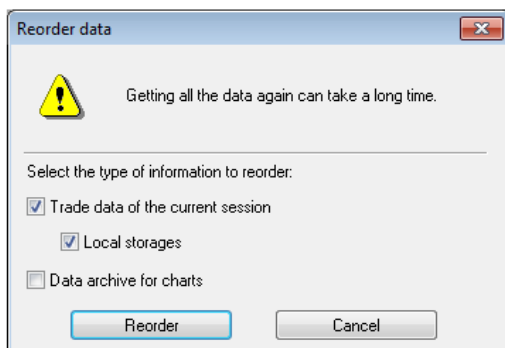 Reorder data
Getting all the data again can take a long time.
Select the type of information to reorder:
Trade data of the current session
Local storages
Data archive for charts
Reorder Cancel